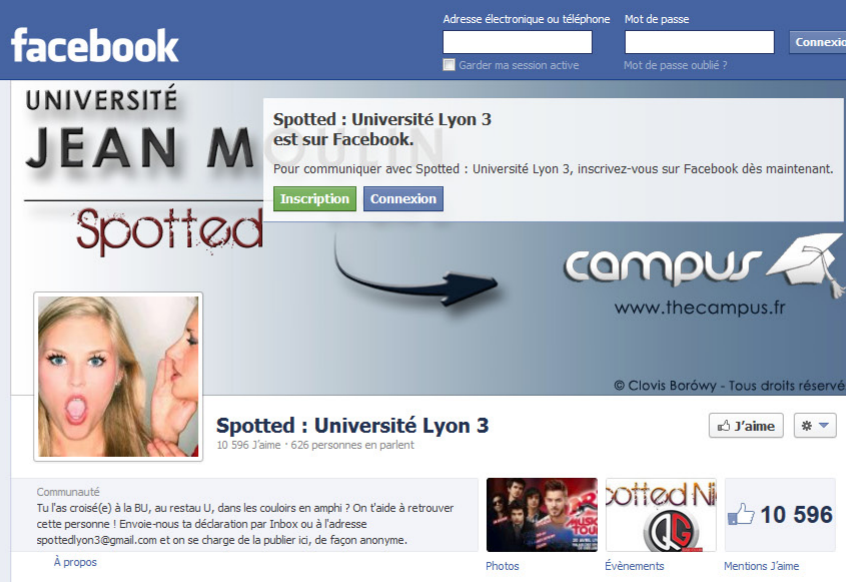 Adresse électronique ou téléphone Mot de passe
facebook
Connexio
Garder ma session active Mot de passe oublié ?
UNIVERSITÉ
JEAN MOULIN
Spotted : Université Lyon 3
est sur Facebook.
Pour communiquer avec Spotted : Université Lyon 3, inscrivez-vous sur Facebook dès maintenant.
Inscription Connexion
Spotted
campus
www.thecampus.fr
© Clovis Borówy - Tous droits réservé
Spotted : Université Lyon 3
J'aime
10 596 J'aime · 626 personnes en parlent
Communauté
Tu l'as croisé(e) à la BU, au restau U, dans les couloirs en amphi ? On t'aide à retrouver
cette personne ! Envoie-nous ta déclaration par Inbox ou à l'adresse
spottedlyon3@gmail.com et on se charge de la publier ici, de façon anonyme.
À propos
potted Ni
QG
10 596
Photos
Évènements
Mentions J'aime